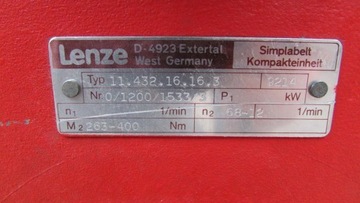 Lenze
D-4923 Extertal
West Germany
Simplabelt
Kompakteinheit
Typ 11.432.16.16.3
Nr 0/1200/1533/3 P1 kW
n1 1/min n2 68-12 1/min
M2 263-400 Nm